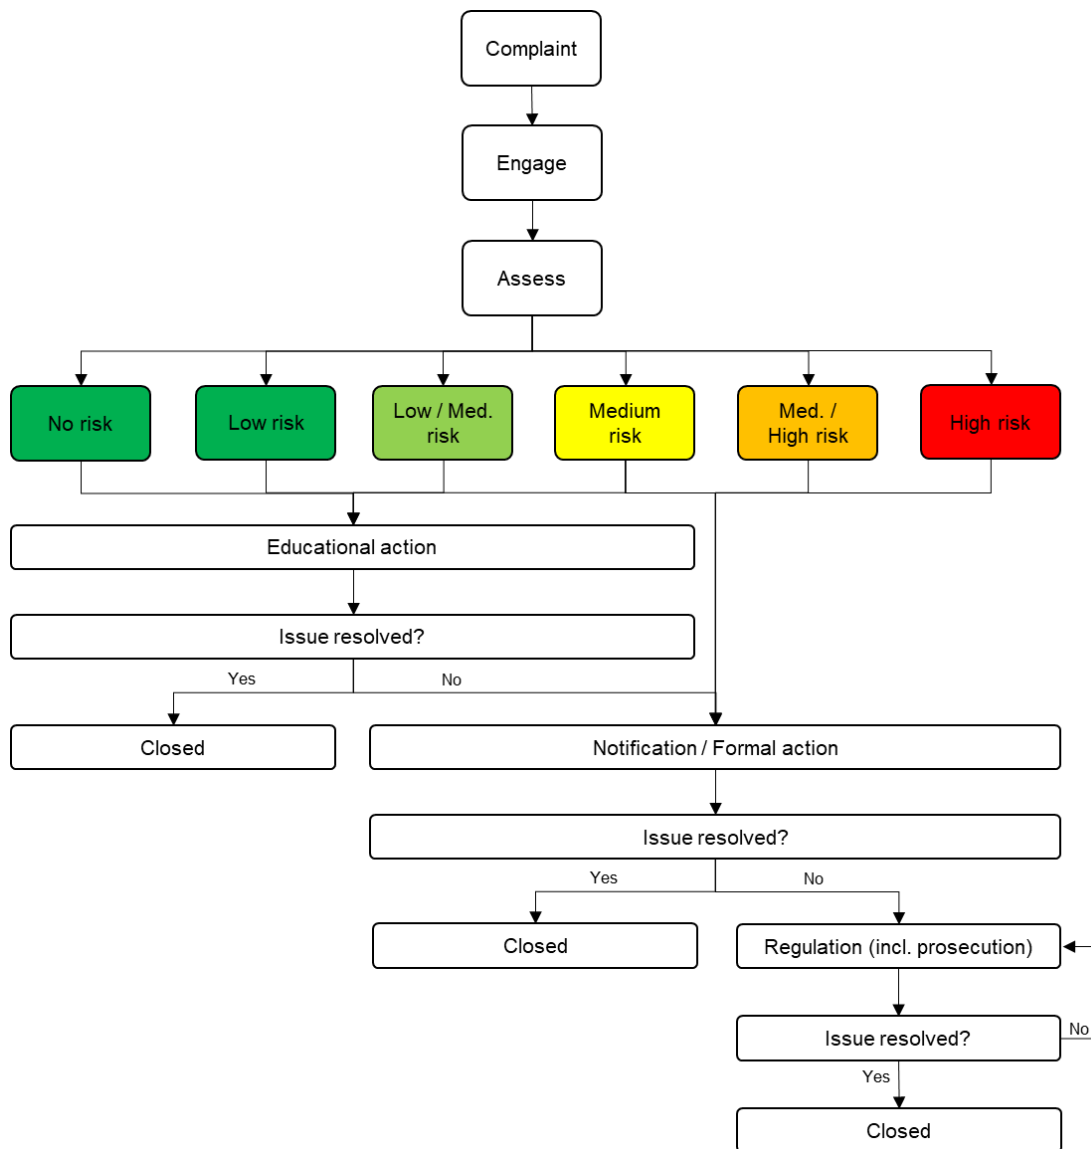 Complaint
Engage
Assess
No risk
Low risk
Low / Med.
risk
Medium
risk
Med. /
High risk
High risk
Educational action
Issue resolved?
Yes
No
Closed
Notification / Formal action
Issue resolved?
Yes
No
Closed
Regulation (incl. prosecution)
Issue resolved?
No
Yes
Closed